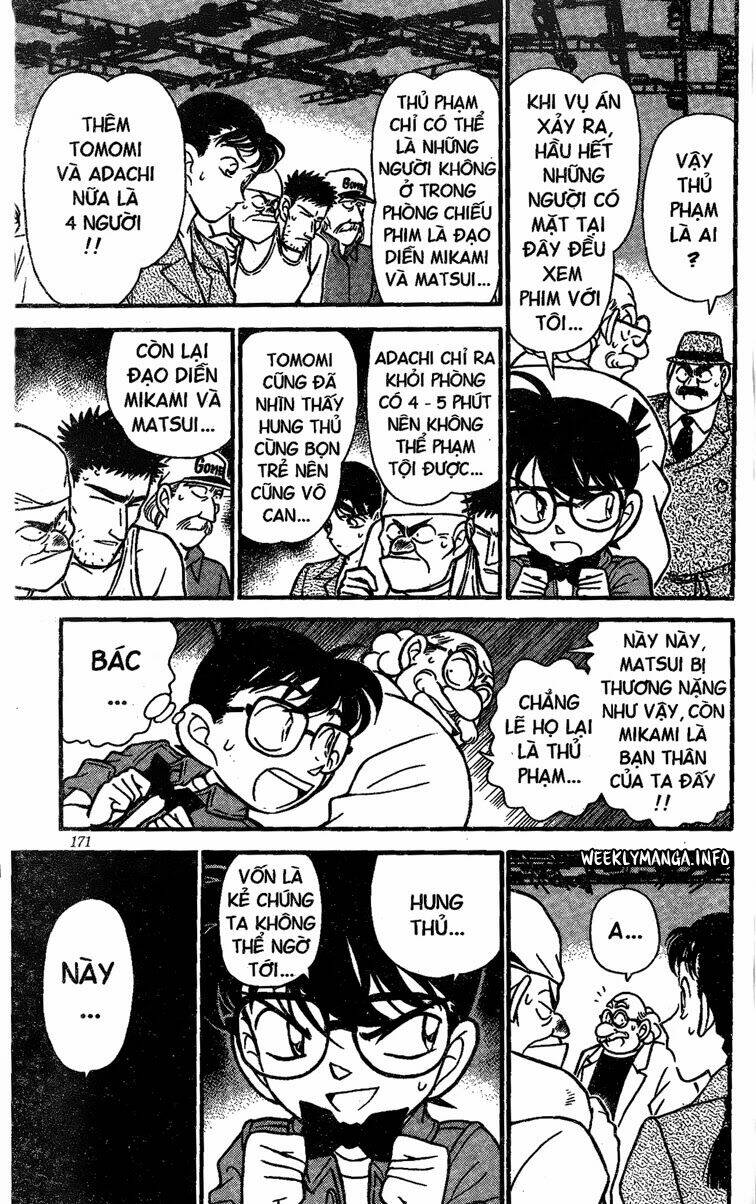 VẬY
THỦ
PHẠM
LÀ AI
?
KHI VỤ ÁN
XẢY RA,
HẦU HẾT
NHỮNG
NGƯỜI CÓ
MẶT TẠI
ĐÂY ĐỀU
XEM
PHIM VỚI
TÔI...
THỦ PHẠM
CHỈ CÓ THỂ
LÀ NHỮNG
NGƯỜI KHÔNG
Ở TRONG
PHÒNG CHIẾU
PHIM LÀ ĐẠO
DIỄN MIKAMI
VÀ MATSUI...
THÊM
TOMOMI
VÀ ADACHI
NỮA LÀ
4 NGƯỜI
!!
ADACHI CHỈ RA
KHỎI PHÒNG
CÓ 4 - 5 PHÚT
NÊN KHÔNG
THỂ PHẠM
TỘI ĐƯỢC...
TOMOMI
CŨNG ĐÃ
NHÌN THẤY
HUNG THỦ
CÙNG BỌN
TRẺ NÊN
CŨNG VÔ
CAN...
CÒN LẠI
ĐẠO DIỄN
MIKAMI VÀ
MATSUI...
NÀY NÀY,
MATSUI BỊ
THƯƠNG NẶNG
NHƯ VẬY, CÒN
MIKAMI LÀ
BẠN THÂN
CỦA TA ĐẤY
!!
CHẲNG
LẼ HỌ LẠI
LÀ THỦ
PHẠM...
BÁC
...
171
WEEKLYMANGA.INFO
A...
HUNG
THỦ...
VỐN LÀ
KẺ CHÚNG
TA KHÔNG
THỂ NGỜ
TỚI...
NÀY
...